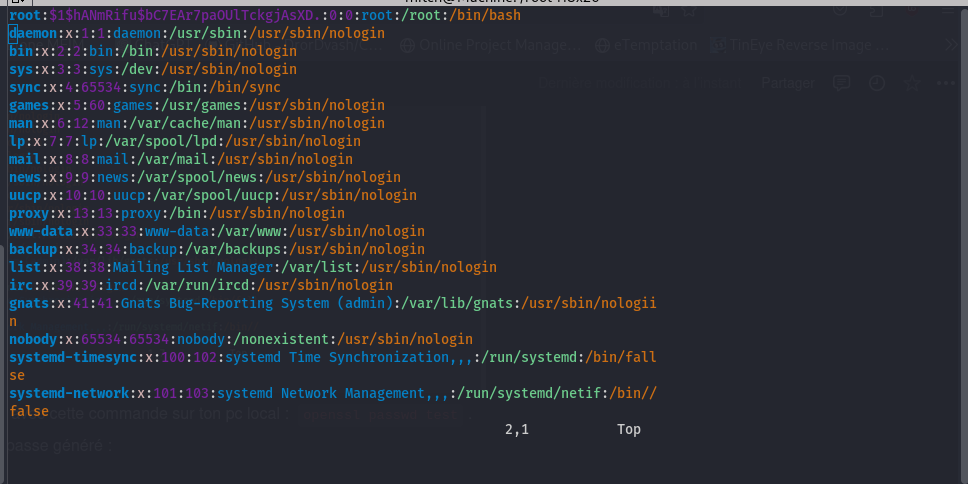 root:$1$hANmRifu$bC7EAr7paOUlTckgjAsXD.:0:0:root:/root:/bin/bash
daemon:x:1:1:daemon:/usr/sbin:/usr/sbin/nologin
bin:x:2:2:bin:/bin:/usr/sbin/nologin
sys:x:3:3:sys:/dev:/usr/sbin/nologin
sync:x:4:65534:sync:/bin:/bin/sync
games:x:5:60:games:/usr/games:/usr/sbin/nologin
man:x:6:12:man:/var/cache/man:/usr/sbin/nologin
lp:x:7:7:lp:/var/spool/lpd:/usr/sbin/nologin
mail:x:8:8:mail:/var/mail:/usr/sbin/nologin
news:x:9:9:news:/var/spool/news:/usr/sbin/nologin
uucp:x:10:10:uucp:/var/spool/uucp:/usr/sbin/nologin
proxy:x:13:13:proxy:/bin:/usr/sbin/nologin
www-data:x:33:33:www-data:/var/www:/usr/sbin/nologin
backup:x:34:34:backup:/var/backups:/usr/sbin/nologin
list:x:38:38:Mailing List Manager:/var/list:/usr/sbin/nologin
irc:x:39:39:ircd:/var/run/ircd:/usr/sbin/nologin
gnats:x:41:41:Gnats Bug-Reporting System (admin):/var/lib/gnats:/usr/sbin/nologii
n
nobody:x:65534:65534:nobody:/nonexistent:/usr/sbin/nologin
systemd-timesync:x:100:102:systemd Time Synchronization,,,:/run/systemd:/bin/fall
se
systemd-network:x:101:103:systemd Network Management,,,:/run/systemd/netif:/bin//
false
2,1 Top
Online Project Manage...
eTemptation
TinEye Reverse Image...
Partager
cette commande sur ton pc local :
passe généré :